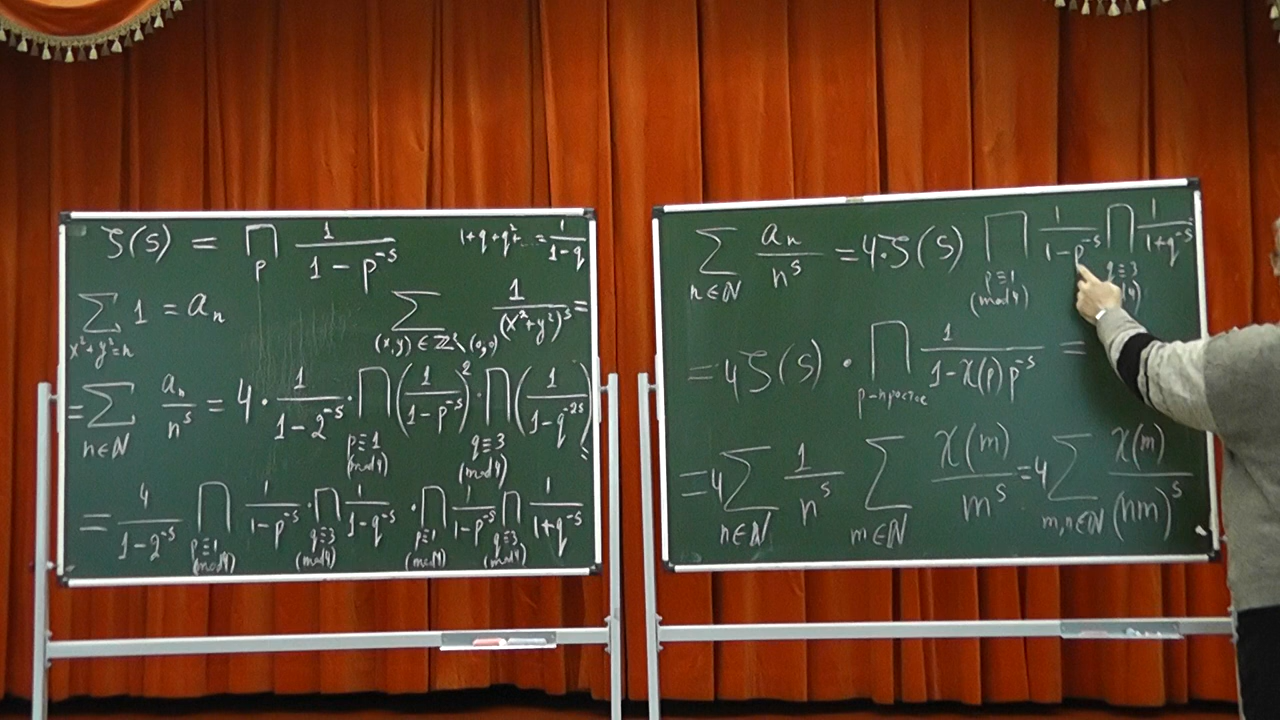 ζ(s) = ∏_p 1/(1 − p^{−s})    1+q+q²+... = 1/(1−q)
∑_{x²+y²=n} 1 = a_n    ∑_{(x,y)∈ℤ²\(0,0)} 1/(x²+y²)^s =
= ∑_{n∈ℕ} a_n/n^s = 4 · 1/(1−2^{−s}) · ∏_{p≡1 (mod 4)} (1/(1−p^{−s}))² · ∏_{q≡3 (mod 4)} (1/(1−q^{−2s})) =
= 4/(1−2^{−s}) ∏_{p≡1 (mod 4)} 1/(1−p^{−s}) · ∏_{q≡3 (mod 4)} 1/(1−q^{−s}) · ∏_{p≡1 (mod 4)} 1/(1−p^{−s}) ∏_{q≡3 (mod 4)} 1/(1+q^{−s})
∑_{n∈ℕ} a_n/n^s = 4·ζ(s) ∏_{p≡1 (mod 4)} 1/(1−p^{−s}) ∏_{q≡3 4)} 1/(1+q^{−s})
= 4ζ(s) · ∏_{p−простое} 1/(1−χ(p)p^{−s}) =
= 4∑_{n∈ℕ} 1/n^s ∑_{m∈ℕ} χ(m)/m^s = 4∑_{m,n∈ℕ} χ(m)/(nm)^s